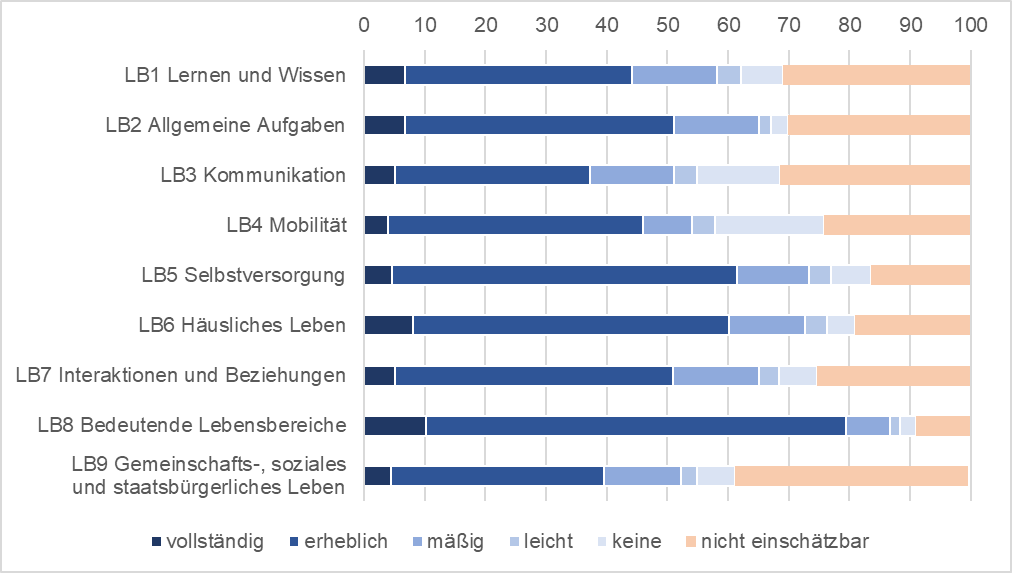 0 10 20 30 40 50 60 70 80 90 100
LB1 Lernen und Wissen
LB2 Allgemeine Aufgaben
LB3 Kommunikation
LB4 Mobilität
LB5 Selbstversorgung
LB6 Häusliches Leben
LB7 Interaktionen und Beziehungen
LB8 Bedeutende Lebensbereiche
LB9 Gemeinschafts-, soziales
und staatsbürgerliches Leben
vollständig erheblich mäßig leicht keine nicht einschätzbar